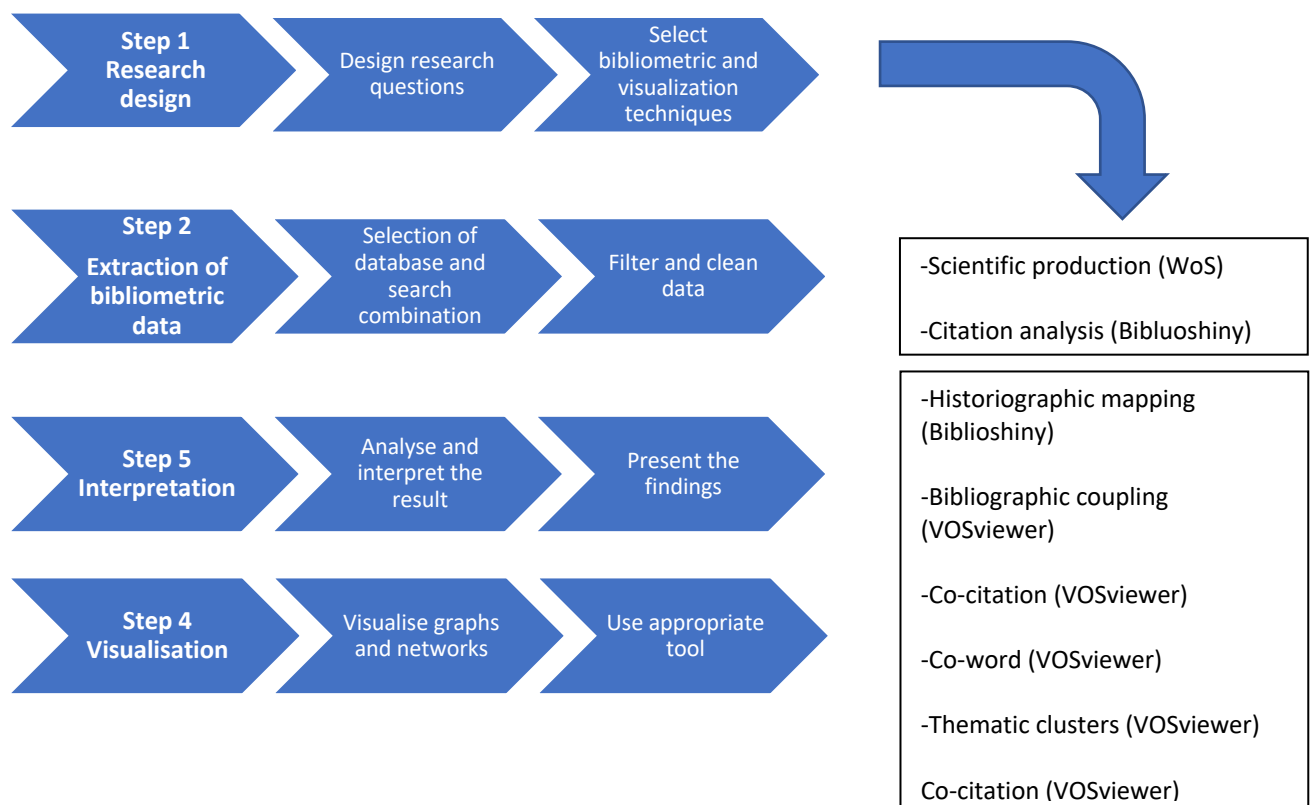 Step 1
Research
design
Design research
questions
Select
bibliometric and
visualization
techniques
Step 2
Extraction of
bibliometric
data
Selection of
database and
search
combination
Filter and clean
data
Step 5
Interpretation
Analyse and
interpret the
result
Present the
findings
Step 4
Visualisation
Visualise graphs
and networks
Use appropriate
tool
-Scientific production (WoS)
-Citation analysis (Bibluoshiny)
-Historiographic mapping
(Biblioshiny)
-Bibliographic coupling
(VOSviewer)
-Co-citation (VOSviewer)
-Co-word (VOSviewer)
-Thematic clusters (VOSviewer)
Co-citation (VOSviewer)